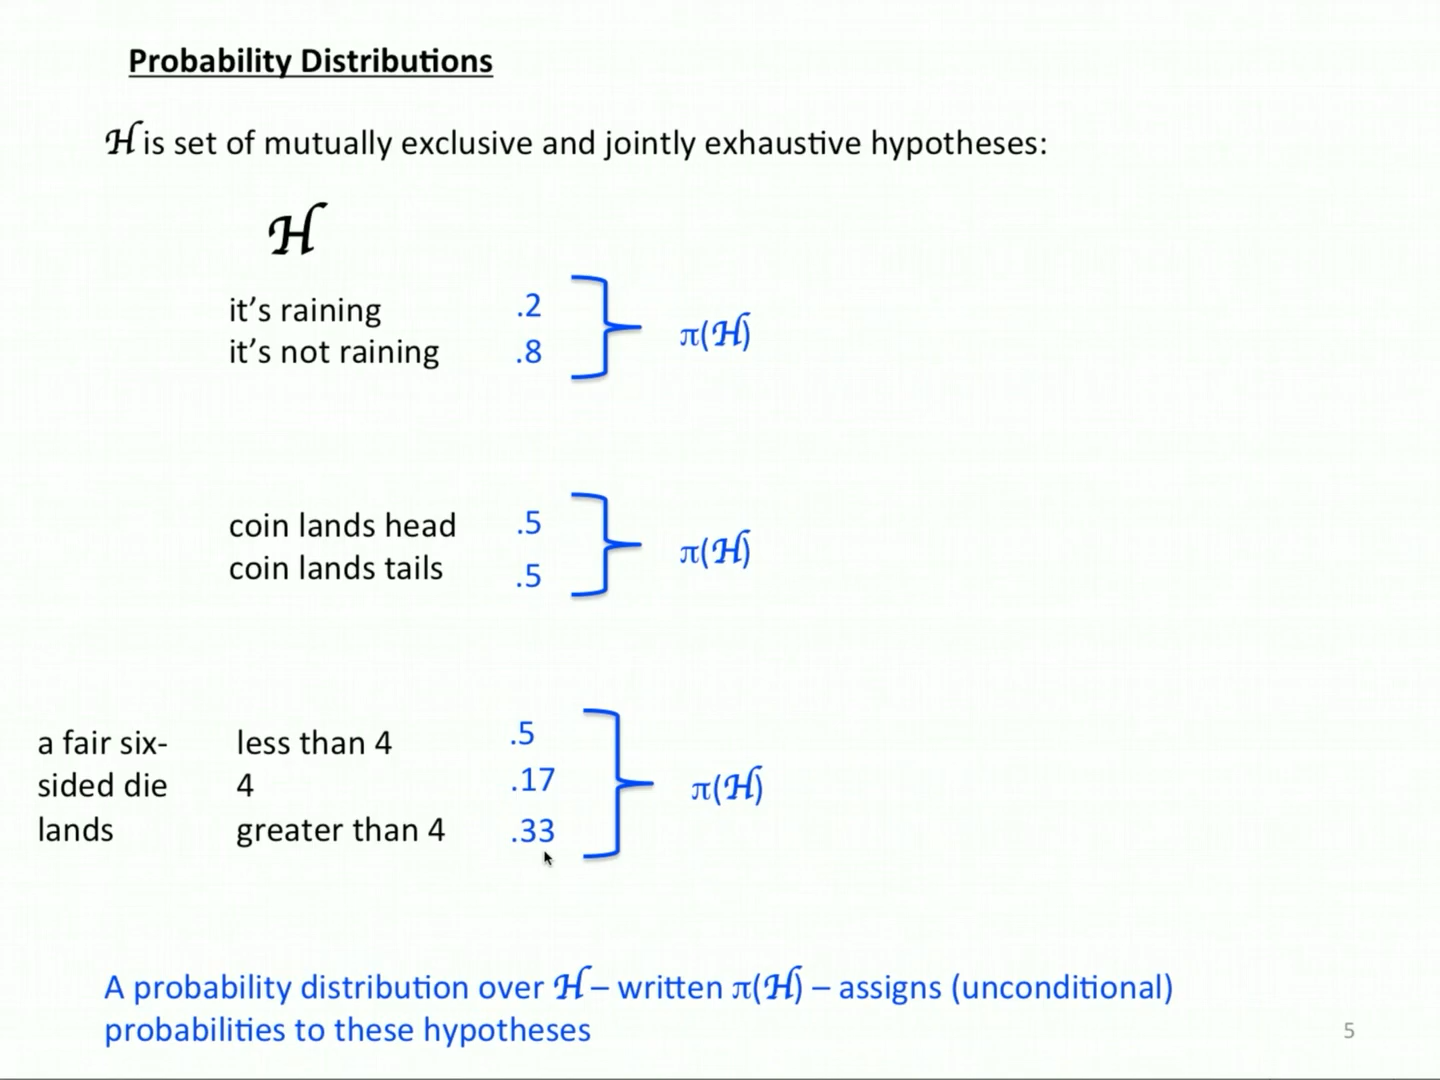 Probability Distributions
ℋ is set of mutually exclusive and jointly exhaustive hypotheses:
ℋ
it's raining .2
it's not raining .8
π(ℋ)
coin lands head .5
coin lands tails .5
π(ℋ)
a fair six- less than 4 .5
sided die 4 .17
lands greater than 4 .33
π(ℋ)
A probability distribution over ℋ – written π(ℋ) – assigns (unconditional)
probabilities to these hypotheses
5